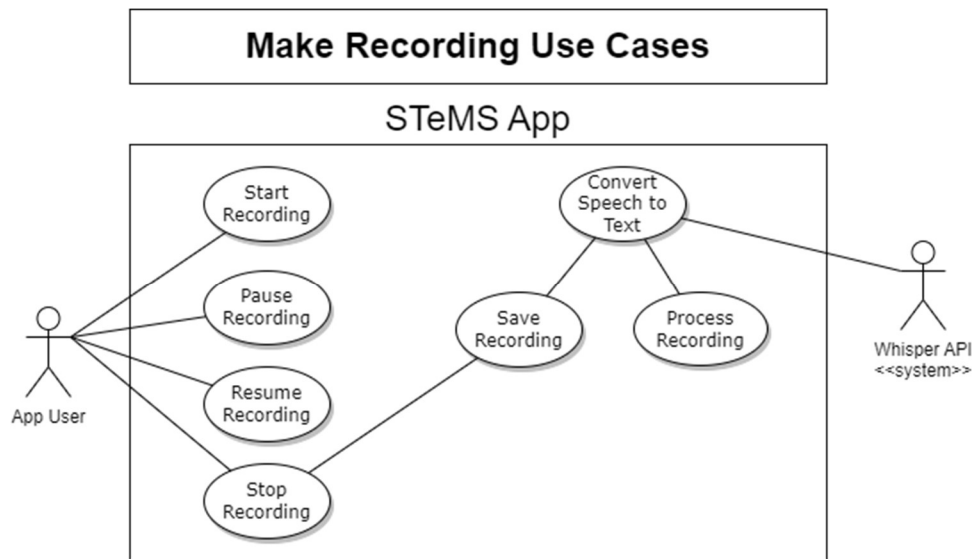 Make Recording Use Cases
STeMS App
Start
Recording
Convert
Speech to
Text
Pause
Recording
Save
Recording
Process
Recording
Whisper API
<<system>>
App User
Resume
Recording
Stop
Recording